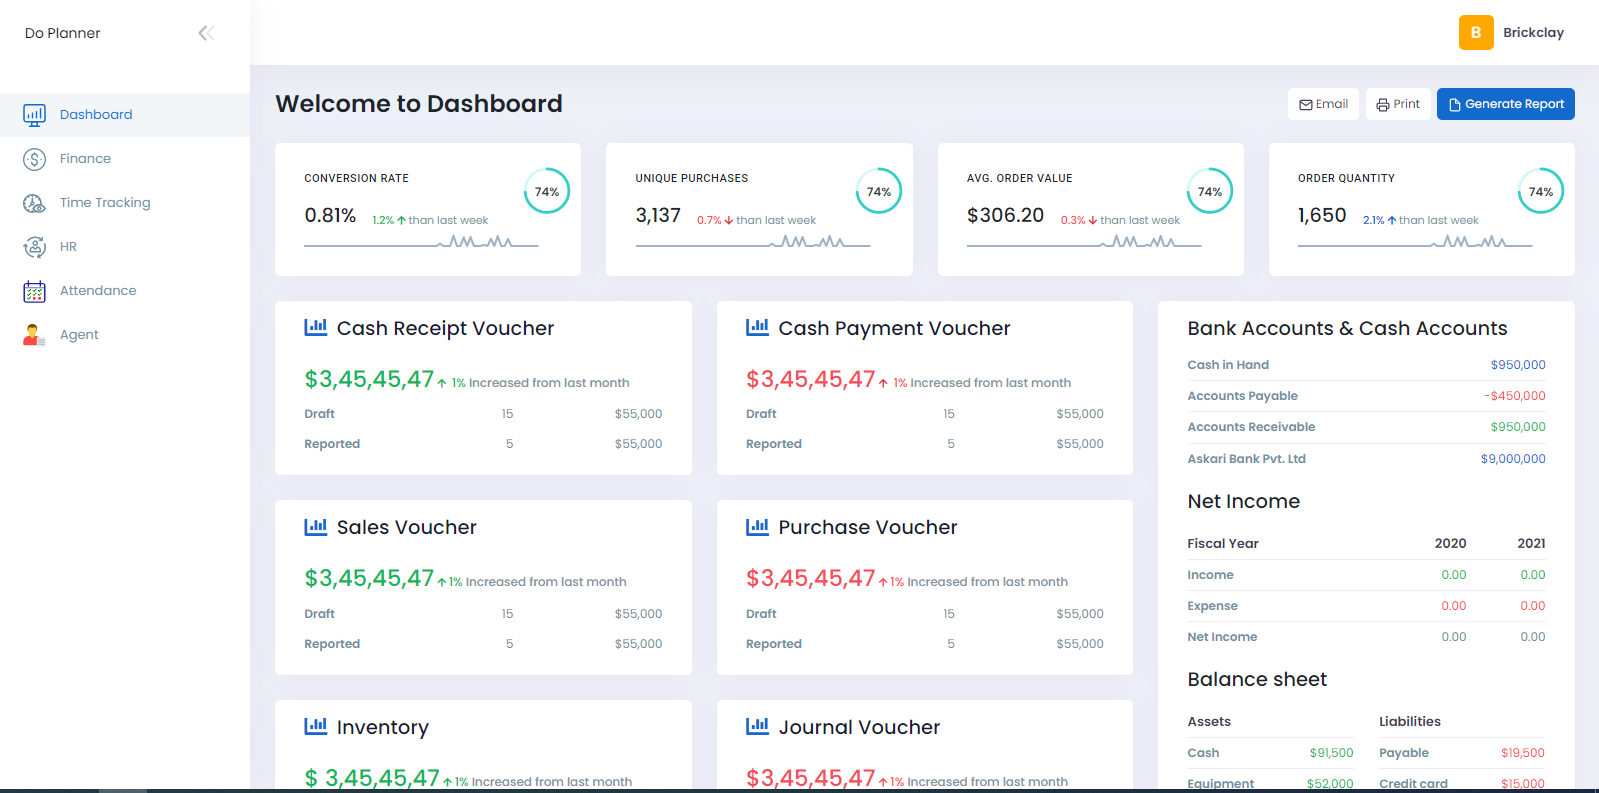 Do Planner
B Brickclay
Dashboard
Finance
Time Tracking
HR
Attendance
Agent
Welcome to Dashboard
Email Print Generate Report
CONVERSION RATE
0.81% 1.2% than last week
74%
UNIQUE PURCHASES
3,137 0.7% than last week
74%
AVG. ORDER VALUE
$306.20 0.3% than last week
74%
ORDER QUANTITY
1,650 2.1% than last week
74%
Cash Receipt Voucher
$3,45,45,47 1% Increased from last month
Draft 15 $55,000
Reported 5 $55,000
Cash Payment Voucher
$3,45,45,47 1% Increased from last month
Draft 15 $55,000
Reported 5 $55,000
Sales Voucher
$3,45,45,47 1% Increased from last month
Draft 15 $55,000
Reported 5 $55,000
Purchase Voucher
$3,45,45,47 1% Increased from last month
Draft 15 $55,000
Reported 5 $55,000
Inventory
$ 3,45,45,47 1% Increased from last month
Journal Voucher
$3,45,45,47 1% Increased from last month
Bank Accounts & Cash Accounts
Cash in Hand $950,000
Accounts Payable -$450,000
Accounts Receivable $950,000
Askari Bank Pvt. Ltd $9,000,000
Net Income
Fiscal Year 2020 2021
Income 0.00 0.00
Expense 0.00 0.00
Net Income 0.00 0.00
Balance sheet
Assets Liabilities
Cash $91,500 Payable $19,500
Equipment $52,000 Credit card $15,000